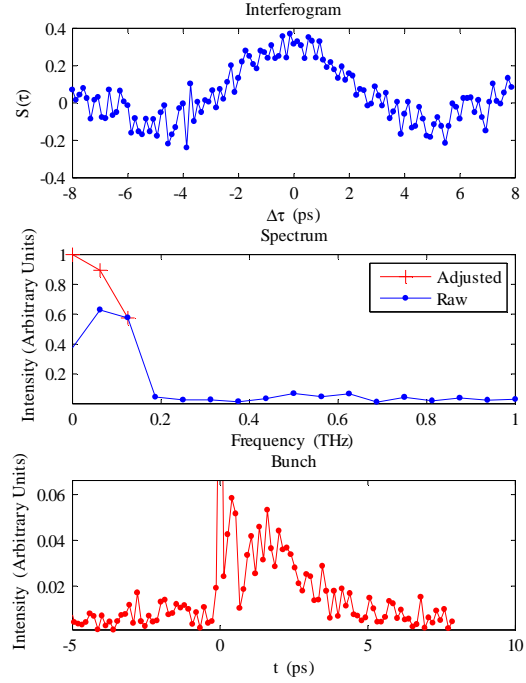 Interferogram
0.4
0.2
0
-0.2
-0.4
S(τ)
-8 -6 -4 -2 0 2 4 6 8
Δτ (ps)
Spectrum
1
0.8
0.6
0.4
0.2
Intensity (Arbitrary Units)
Adjusted
Raw
0 0.2 0.4 0.6 0.8 1
Frequency (THz)
Bunch
0.06
0.04
0.02
Intensity (Arbitrary Units)
-5 0 5 10
t (ps)